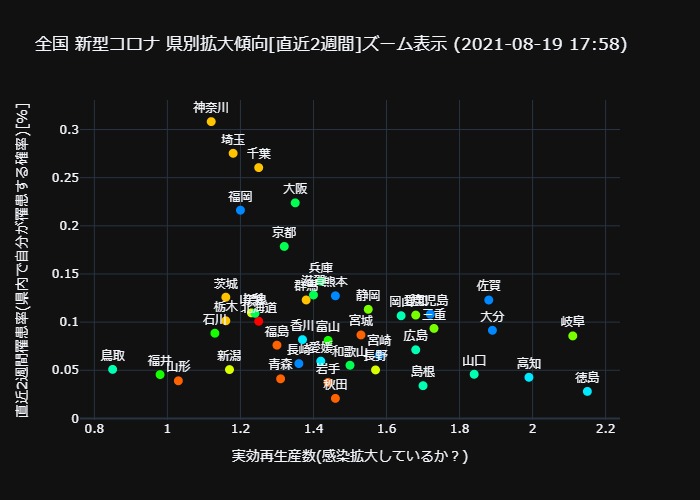 全国 新型コロナ 県別拡大傾向[直近2週間]ズーム表示 (2021-08-19 17:58)
直近2週間罹患率(県内で自分が罹患する確率)[%]
0.3
0.25
0.2
0.15
0.1
0.05
0
神奈川
埼玉
千葉
大阪
福岡
京都
兵庫
滋賀
熊本
茨城
群馬
静岡
佐賀
栃木
北海道
岡山
鹿児島
石川
三重
大分
岐阜
福島
香川
富山
宮城
広島
宮崎
長崎
愛媛
和歌山
長野
鳥取
福井
山形
新潟
青森
岩手
秋田
島根
山口
高知
徳島
0.8
1
1.2
1.4
1.6
1.8
2
2.2
実効再生産数(感染拡大しているか？)